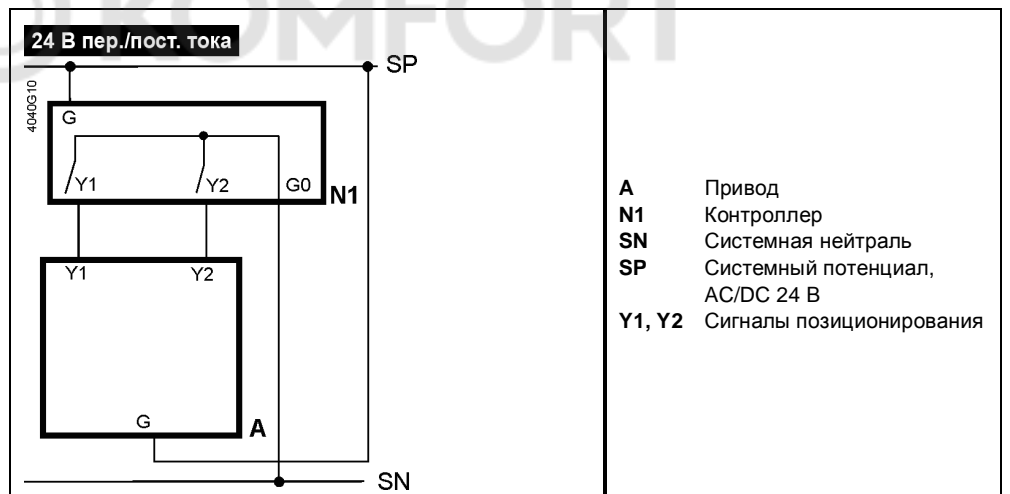 KOMFORT
24 В пер./пост. тока
SP
4040G10
G
Y1
Y2
G0
N1
Y1
Y2
G
A
SN
A Привод
N1 Контроллер
SN Системная нейтраль
SP Системный потенциал,
AC/DC 24 В
Y1, Y2 Сигналы позиционирования